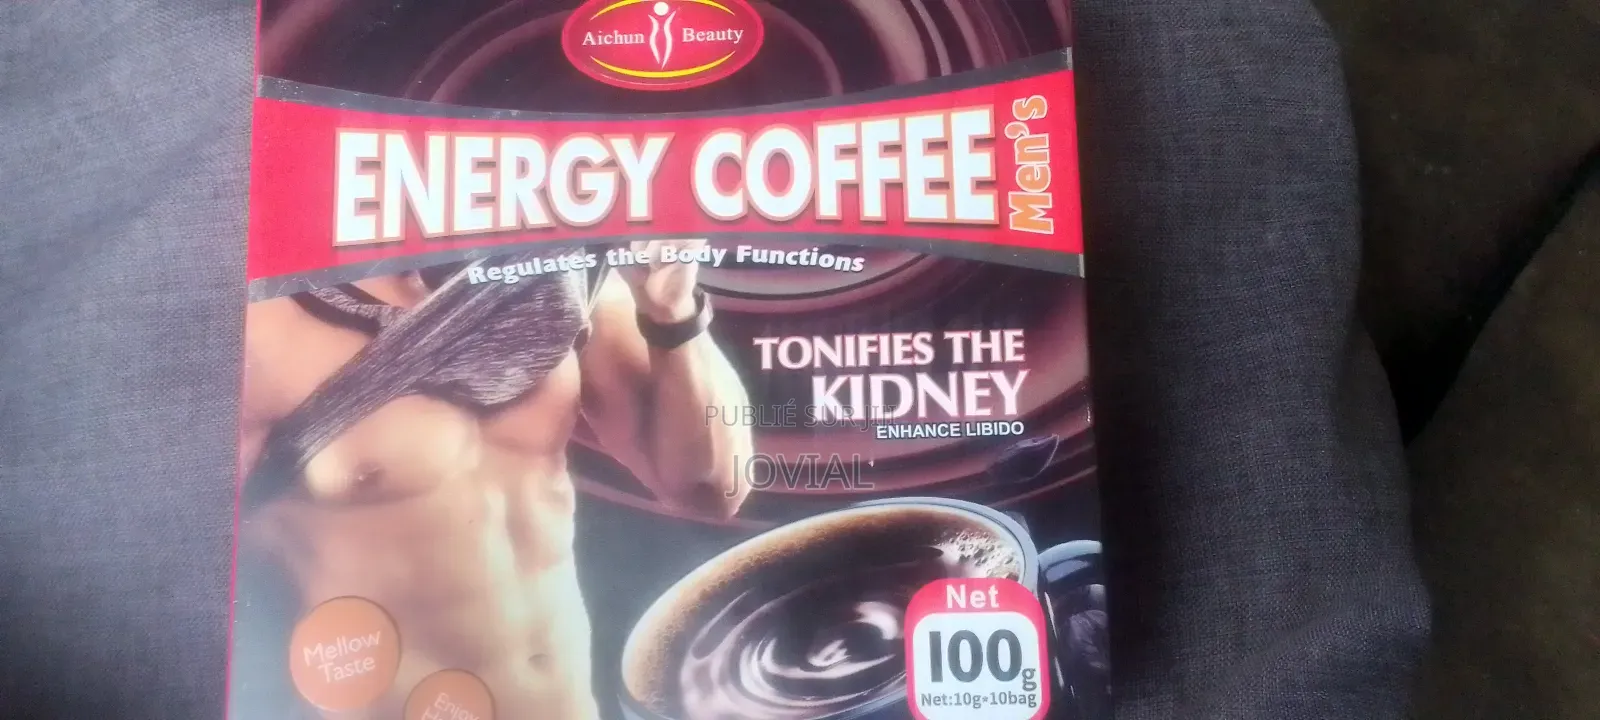 Aichun Beauty
ENERGY COFFEE
Men's
Regulates the Body Functions
TONIFIES THE
KIDNEY
ENHANCE LIBIDO
PUBLIÉ SUR JIJI
JOVIAL
Mellow
Taste
Enjoy
Net
100g
Net:10g*10bag